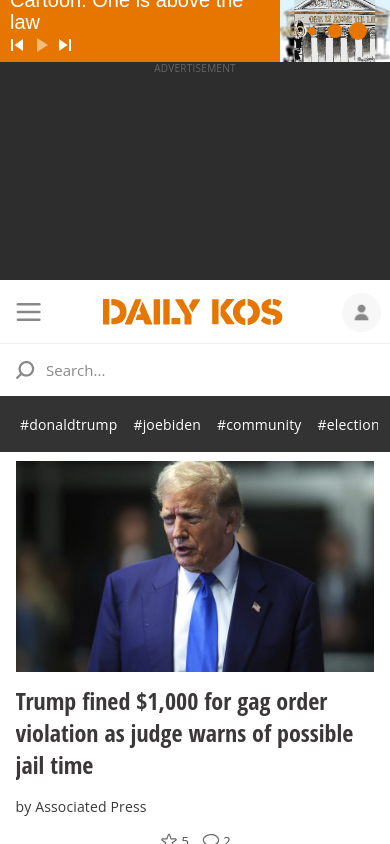 Cartoon: One is above the
law
ADVERTISEMENT
DAILY KOS
Search...
#donaldtrump #joebiden #community #election
Trump fined $1,000 for gag order
violation as judge warns of possible
jail time
by Associated Press
5 2